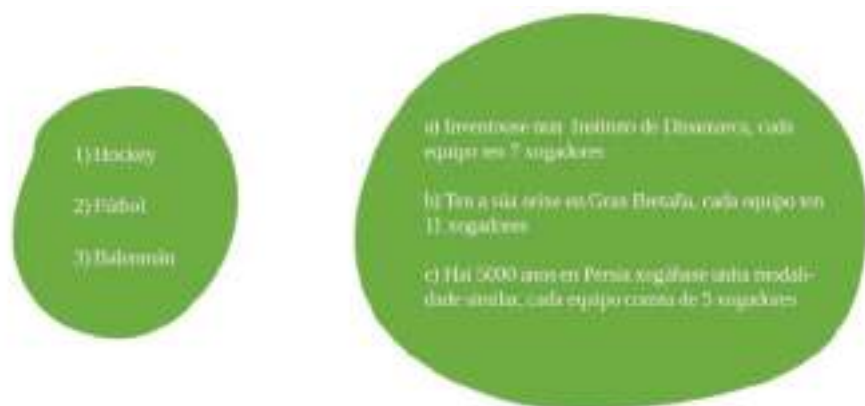 1) Hockey
2) Fútbol
3) Balonmán
a) Inventouse nun Instituto de Dinamarca, cada
equipo ten 7 xogadores
b) Ten a súa orixe en Gran Bretaña, cada equipo ten
11 xogadores
c) Hai 5000 anos en Persia xogábase unha modali-
dade similar, cada equipo consta de 5 xogadores